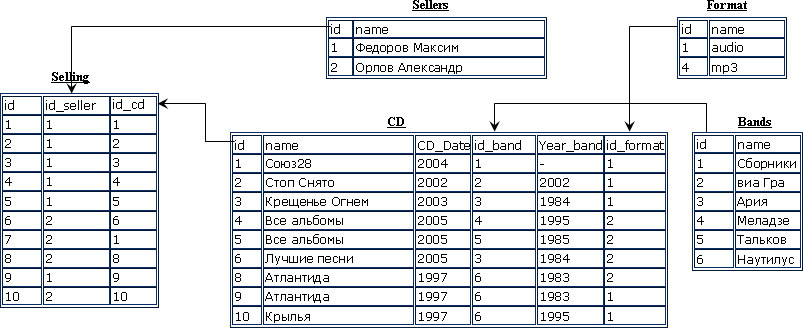 Sellers
id name
1 Федоров Максим
2 Орлов Александр
Format
id name
1 audio
4 mp3
Selling
id id_seller id_cd
1 1 1
2 1 2
3 1 3
4 1 4
5 1 5
6 2 6
7 2 1
8 2 8
9 1 9
10 2 10
CD
id name CD_Date id_band Year_band id_format
1 Союз28 2004 1 - 1
2 Стоп Снято 2002 2 2002 1
3 Крещенье Огнем 2003 3 1984 1
4 Все альбомы 2005 4 1995 2
5 Все альбомы 2005 5 1985 2
6 Лучшие песни 2005 3 1984 2
8 Атлантида 1997 6 1983 2
9 Атлантида 1997 6 1983 1
10 Крылья 1997 6 1995 1
Bands
id name
1 Сборники
2 виа Гра
3 Ария
4 Меладзе
5 Тальков
6 Наутилус